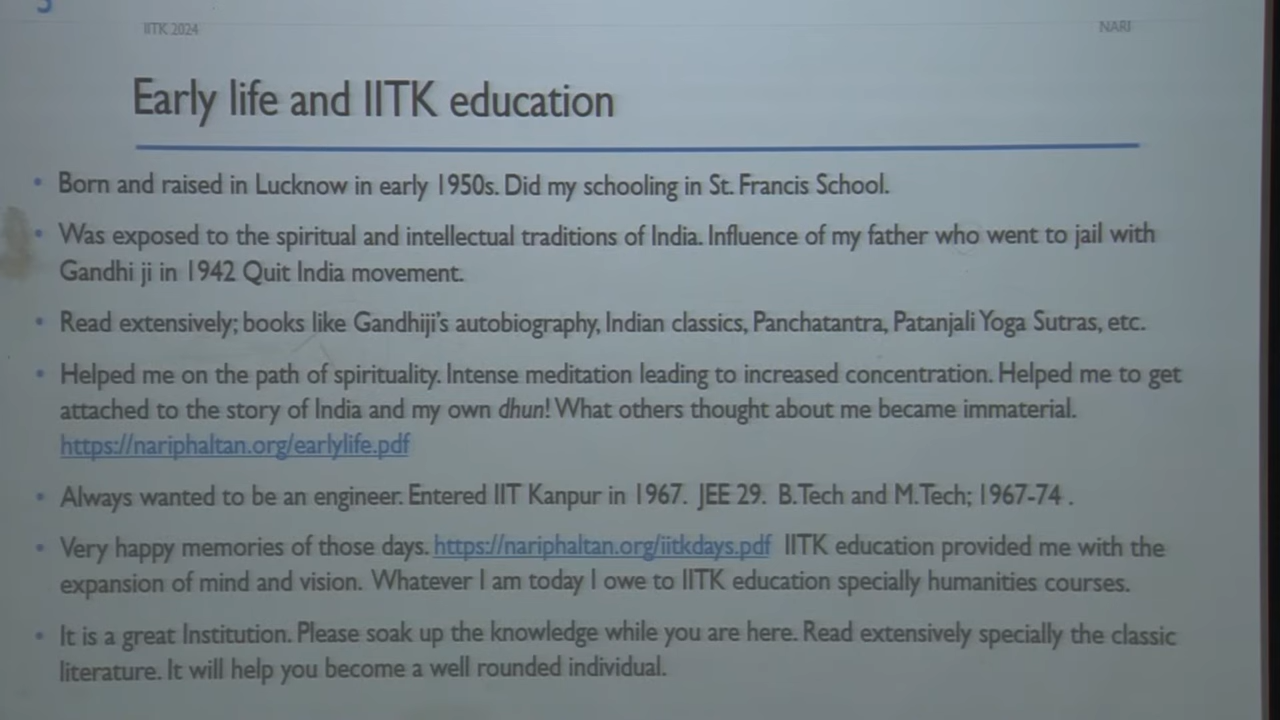 IITK 2024 NARI
Early life and IITK education
• Born and raised in Lucknow in early 1950s. Did my schooling in St. Francis School.
• Was exposed to the spiritual and intellectual traditions of India. Influence of my father who went to jail with
Gandhi ji in 1942 Quit India movement.
• Read extensively; books like Gandhiji's autobiography, Indian classics, Panchatantra, Patanjali Yoga Sutras, etc.
• Helped me on the path of spirituality. Intense meditation leading to increased concentration. Helped me to get
attached to the story of India and my own dhun! What others thought about me became immaterial.
https://nariphaltan.org/earlylife.pdf
• Always wanted to be an engineer. Entered IIT Kanpur in 1967. JEE 29. B.Tech and M.Tech; 1967-74 .
• Very happy memories of those days. https://nariphaltan.org/iitkdays.pdf IITK education provided me with the
expansion of mind and vision. Whatever I am today I owe to IITK education specially humanities courses.
• It is a great Institution. Please soak up the knowledge while you are here. Read extensively specially the classic
literature. It will help you become a well rounded individual.